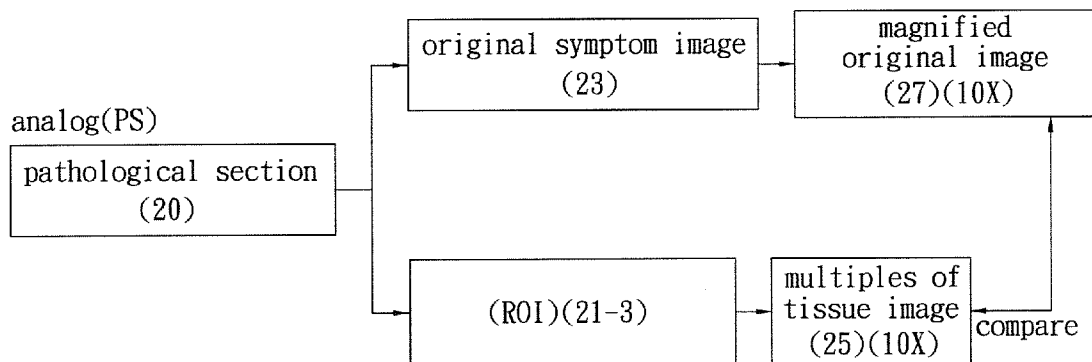 original symptom image
(23)
magnified
original image
(27)(10X)
analog(PS)
pathological section
(20)
(ROI)(21-3)
multiples of
tissue image
(25)(10X)
compare